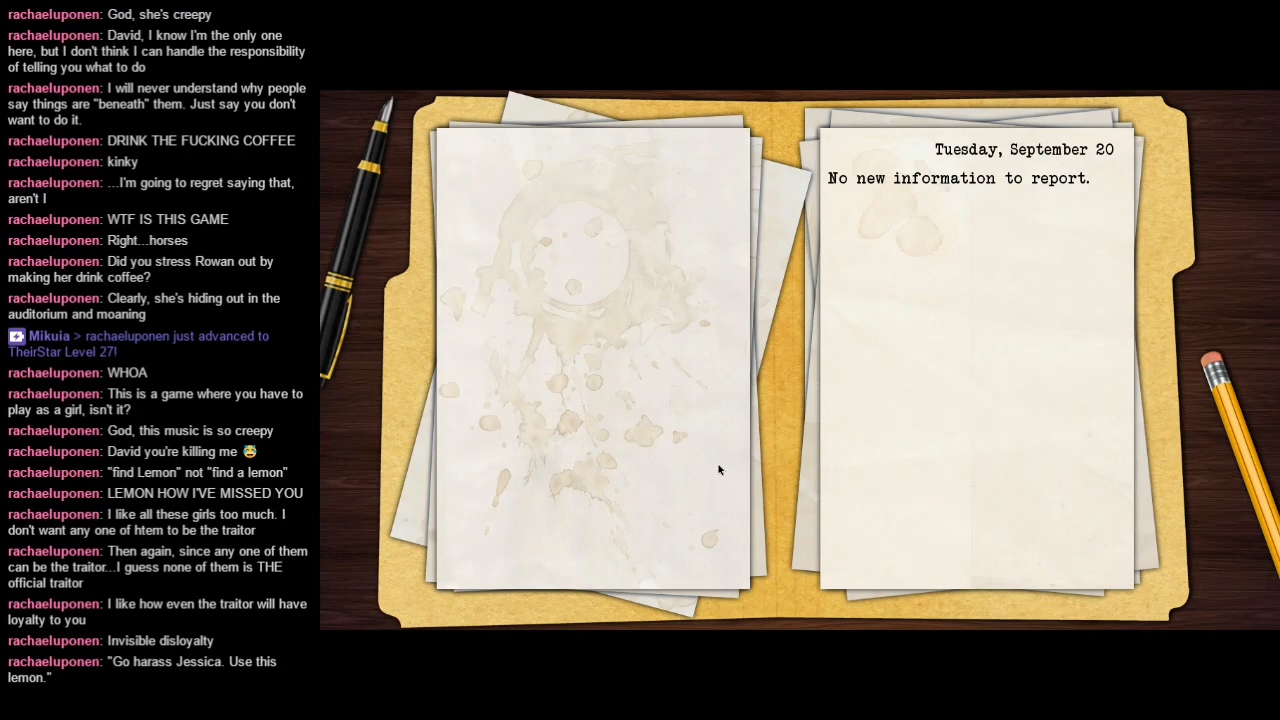 rachaeluponen: God, she's creepy
rachaeluponen: David, I know I'm the only one
here, but I don't think I can handle the responsibility
of telling you what to do
rachaeluponen: I will never understand why people
say things are "beneath" them. Just say you don't
want to do it.
rachaeluponen: DRINK THE FUCKING COFFEE
rachaeluponen: kinky
rachaeluponen: ...I'm going to regret saying that,
aren't I
rachaeluponen: WTF IS THIS GAME
rachaeluponen: Right...horses
rachaeluponen: Did you stress Rowan out by
making her drink coffee?
rachaeluponen: Clearly, she's hiding out in the
auditorium and moaning
Mikuia > rachaeluponen just advanced to
TheirStar Level 27!
rachaeluponen: WHOA
rachaeluponen: This is a game where you have to
play as a girl, isn't it?
rachaeluponen: God, this music is so creepy
rachaeluponen: David you're killing me 😅
rachaeluponen: "find Lemon" not "find a lemon"
rachaeluponen: LEMON HOW I'VE MISSED YOU
rachaeluponen: I like all these girls too much. I
don't want any one of htem to be the traitor
rachaeluponen: Then again, since any one of them
can be the traitor...I guess none of them is THE
official traitor
rachaeluponen: I like how even the traitor will have
loyalty to you
rachaeluponen: Invisible disloyalty
rachaeluponen: "Go harass Jessica. Use this
lemon."
Tuesday, September 20
No new information to report.